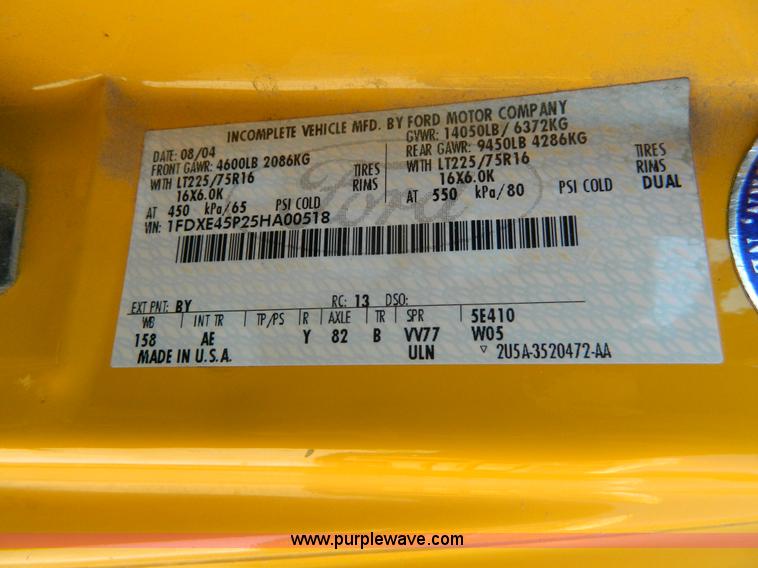 INCOMPLETE VEHICLE MFD. BY FORD MOTOR COMPANY
DATE: 08/04 GVWR: 14050LB/ 6372KG
FRONT GAWR: 4600LB 2086KG REAR GAWR: 9450LB 4286KG
WITH LT225/75R16 TIRES WITH LT225/75R16 TIRES
16X6.0K RIMS 16X6.0K RIMS
AT 450 kPa/65 PSI COLD AT 550 kPa/80 PSI COLD DUAL
VIN: 1FDXE45P25HA00518
Ford
EXT PNT: BY RC: 13 DSO:
WB INT TR TP/PS R AXLE TR SPR 5E410
158 AE Y 82 B VV77 W05
MADE IN U.S.A. ULN ▽ 2U5A-3520472-AA
www.purplewave.com